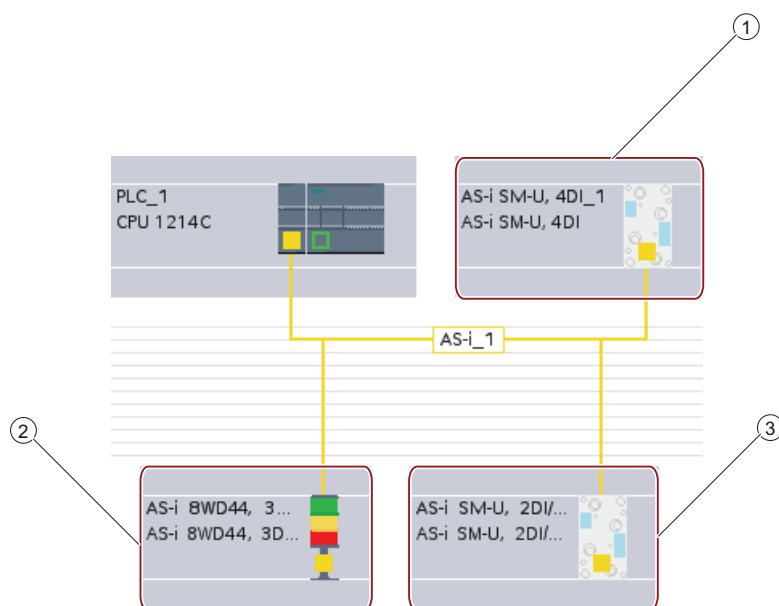 1
PLC_1
CPU 1214C
AS-i SM-U, 4DI_1
AS-i SM-U, 4DI
AS-i_1
2
3
AS-i 8WD44, 3...
AS-i 8WD44, 3D...
AS-i SM-U, 2DI/...
AS-i SM-U, 2DI/...